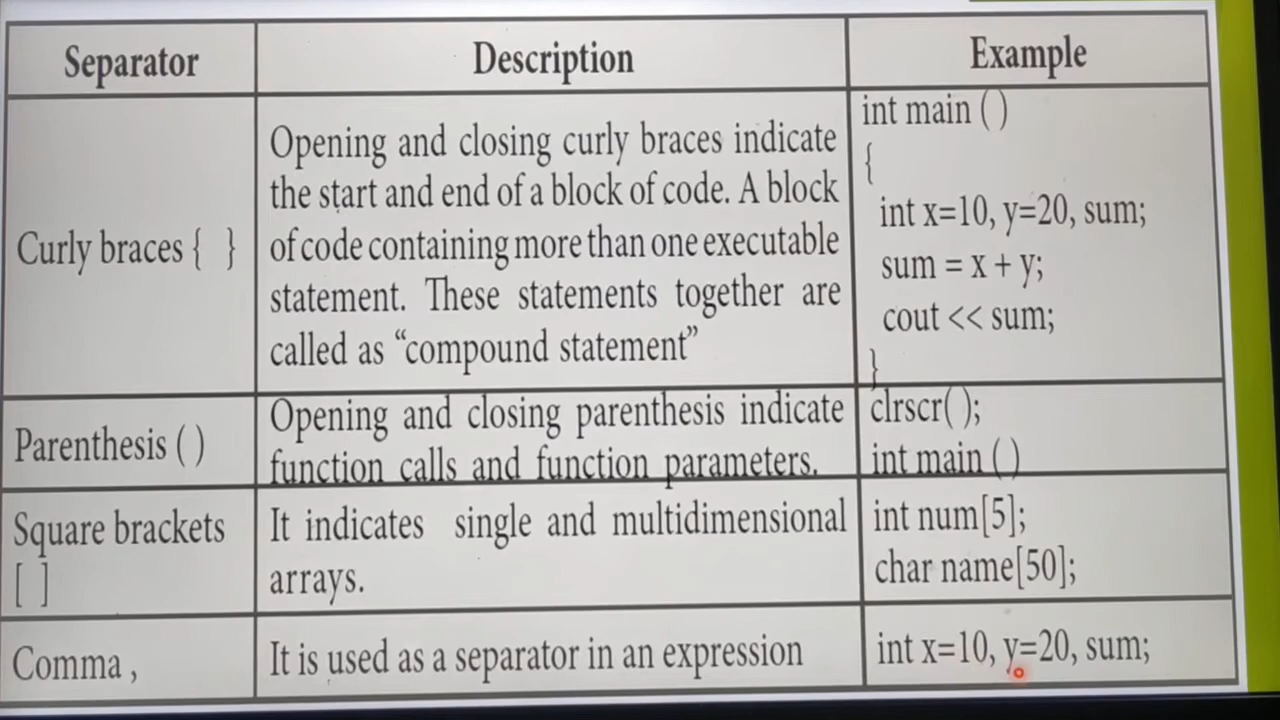 Separator
Description
Example
Curly braces { }
Opening and closing curly braces indicate
the start and end of a block of code. A block
of code containing more than one executable
statement. These statements together are
called as “compound statement”
int main ()
{
int x=10, y=20, sum;
sum = x + y;
cout << sum;
}
Parenthesis ( )
Opening and closing parenthesis indicate
function calls and function parameters.
clrscr( );
int main ( )
Square brackets
[ ]
It indicates single and multidimensional
arrays.
int num[5];
char name[50];
Comma ,
It is used as a separator in an expression
int x=10, y=20, sum;